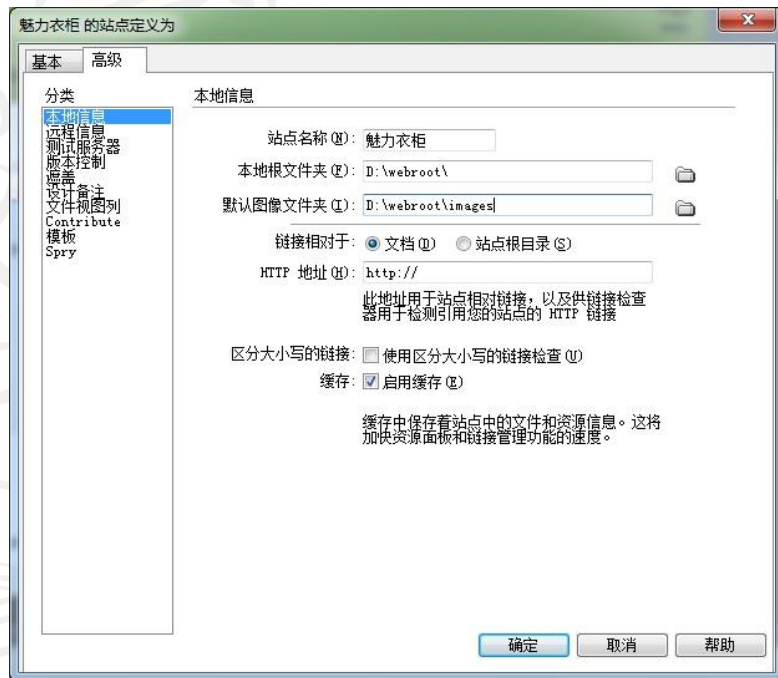 魅力衣柜 的站点定义为
基本 高级
分类
本地信息
远程信息
测试服务器
版本控制
遮盖
设计备注
文件视图列
Contribute
模板
Spry
本地信息
站点名称(N): 魅力衣柜
本地根文件夹(F): D:\webroot\
默认图像文件夹(I): D:\webroot\images
链接相对于: 文档(D) 站点根目录(S)
HTTP 地址(H): http://
此地址用于站点相对链接，以及供链接检查
器用于检测引用您的站点的 HTTP 链接
区分大小写的链接: 使用区分大小写的链接检查(U)
缓存: 启用缓存(E)
缓存中保存着站点中的文件和资源信息。这将
加快资源面板和链接管理功能的速度。
确定 取消 帮助